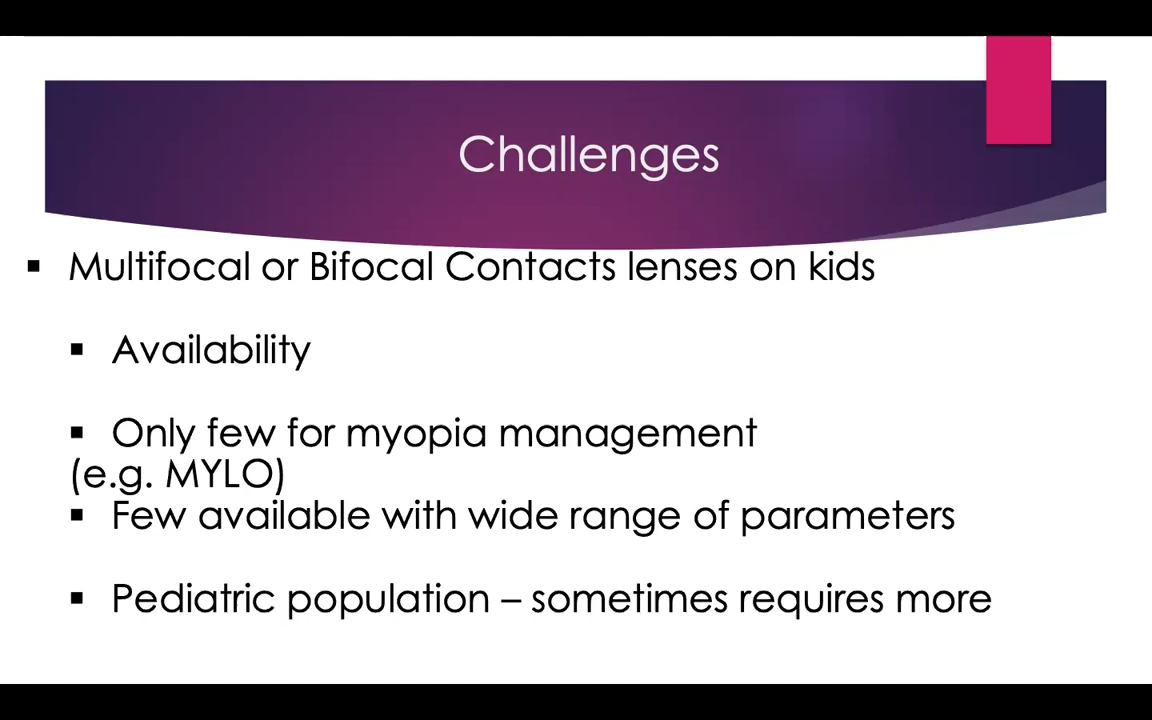 Challenges
▪ Multifocal or Bifocal Contacts lenses on kids
▪ Availability
▪ Only few for myopia management
(e.g. MYLO)
▪ Few available with wide range of parameters
▪ Pediatric population – sometimes requires more